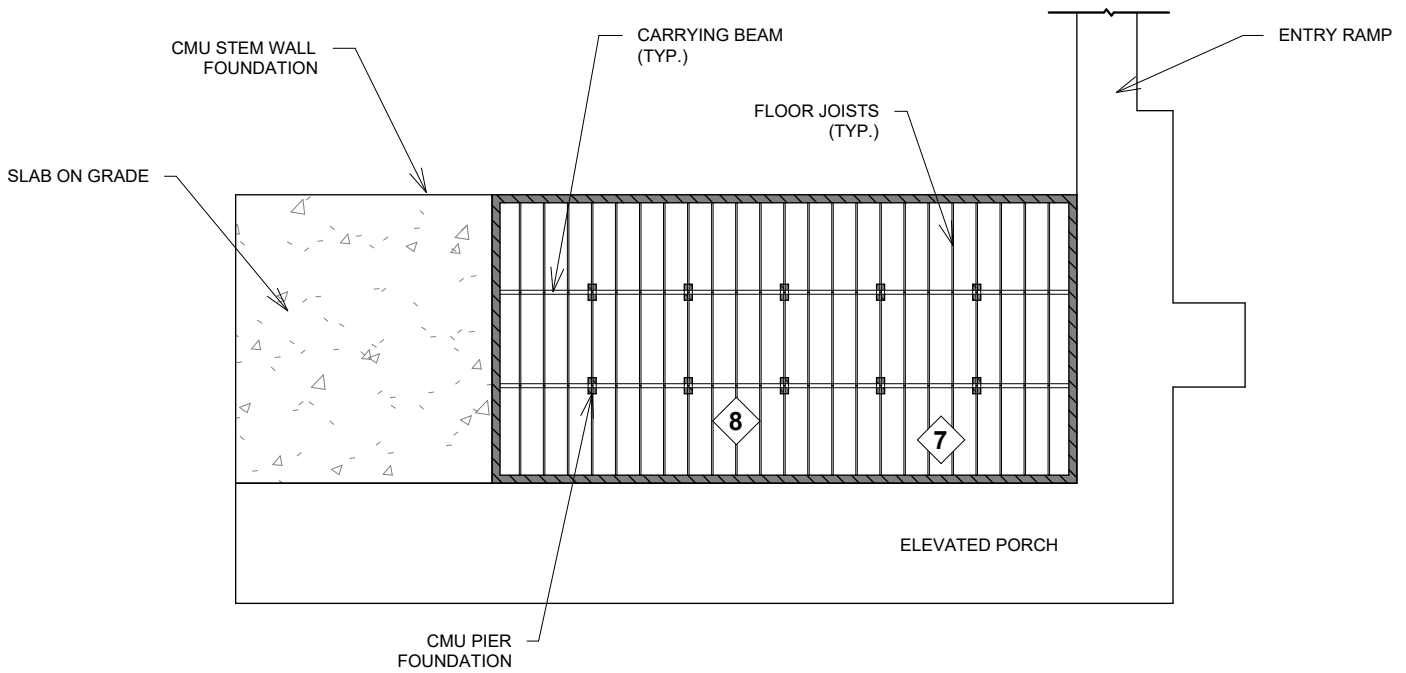 CMU STEM WALL
FOUNDATION
CARRYING BEAM
(TYP.)
ENTRY RAMP
FLOOR JOISTS
(TYP.)
SLAB ON GRADE
8
7
ELEVATED PORCH
CMU PIER
FOUNDATION